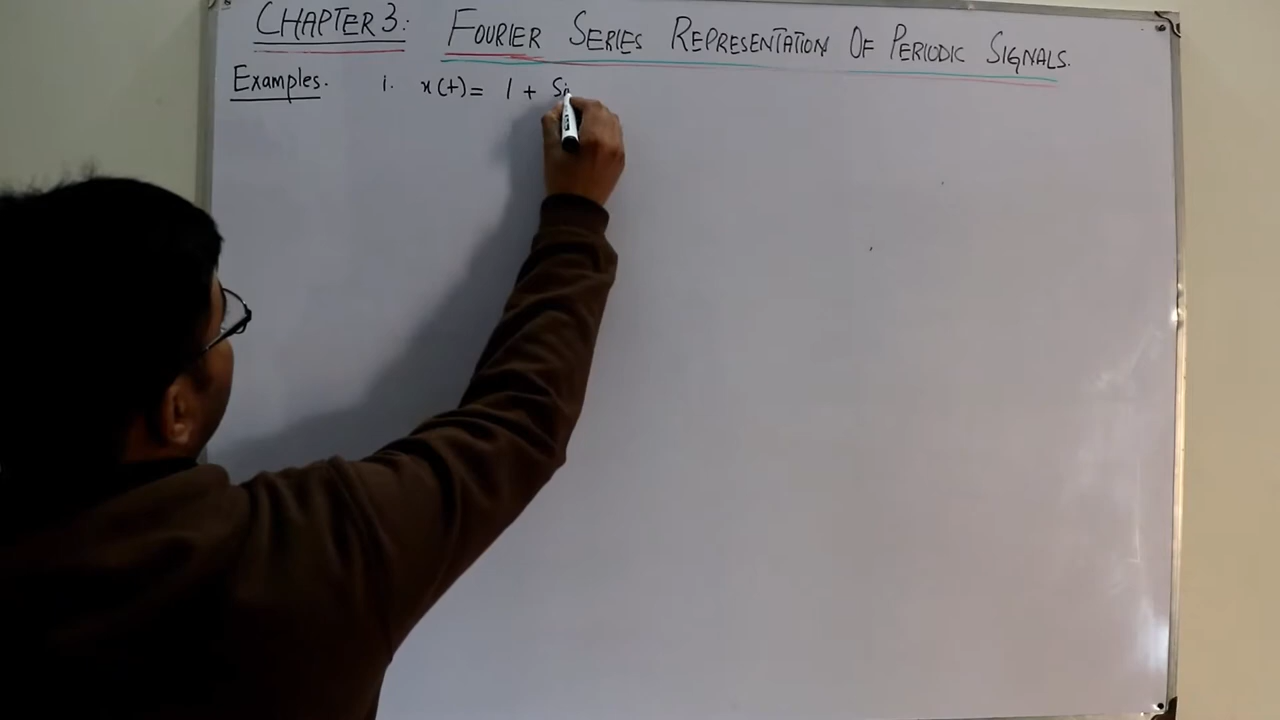 CHAPTER 3: FOURIER SERIES REPRESENTATION OF PERIODIC SIGNALS.
Examples. i. x(t) = 1 + Si